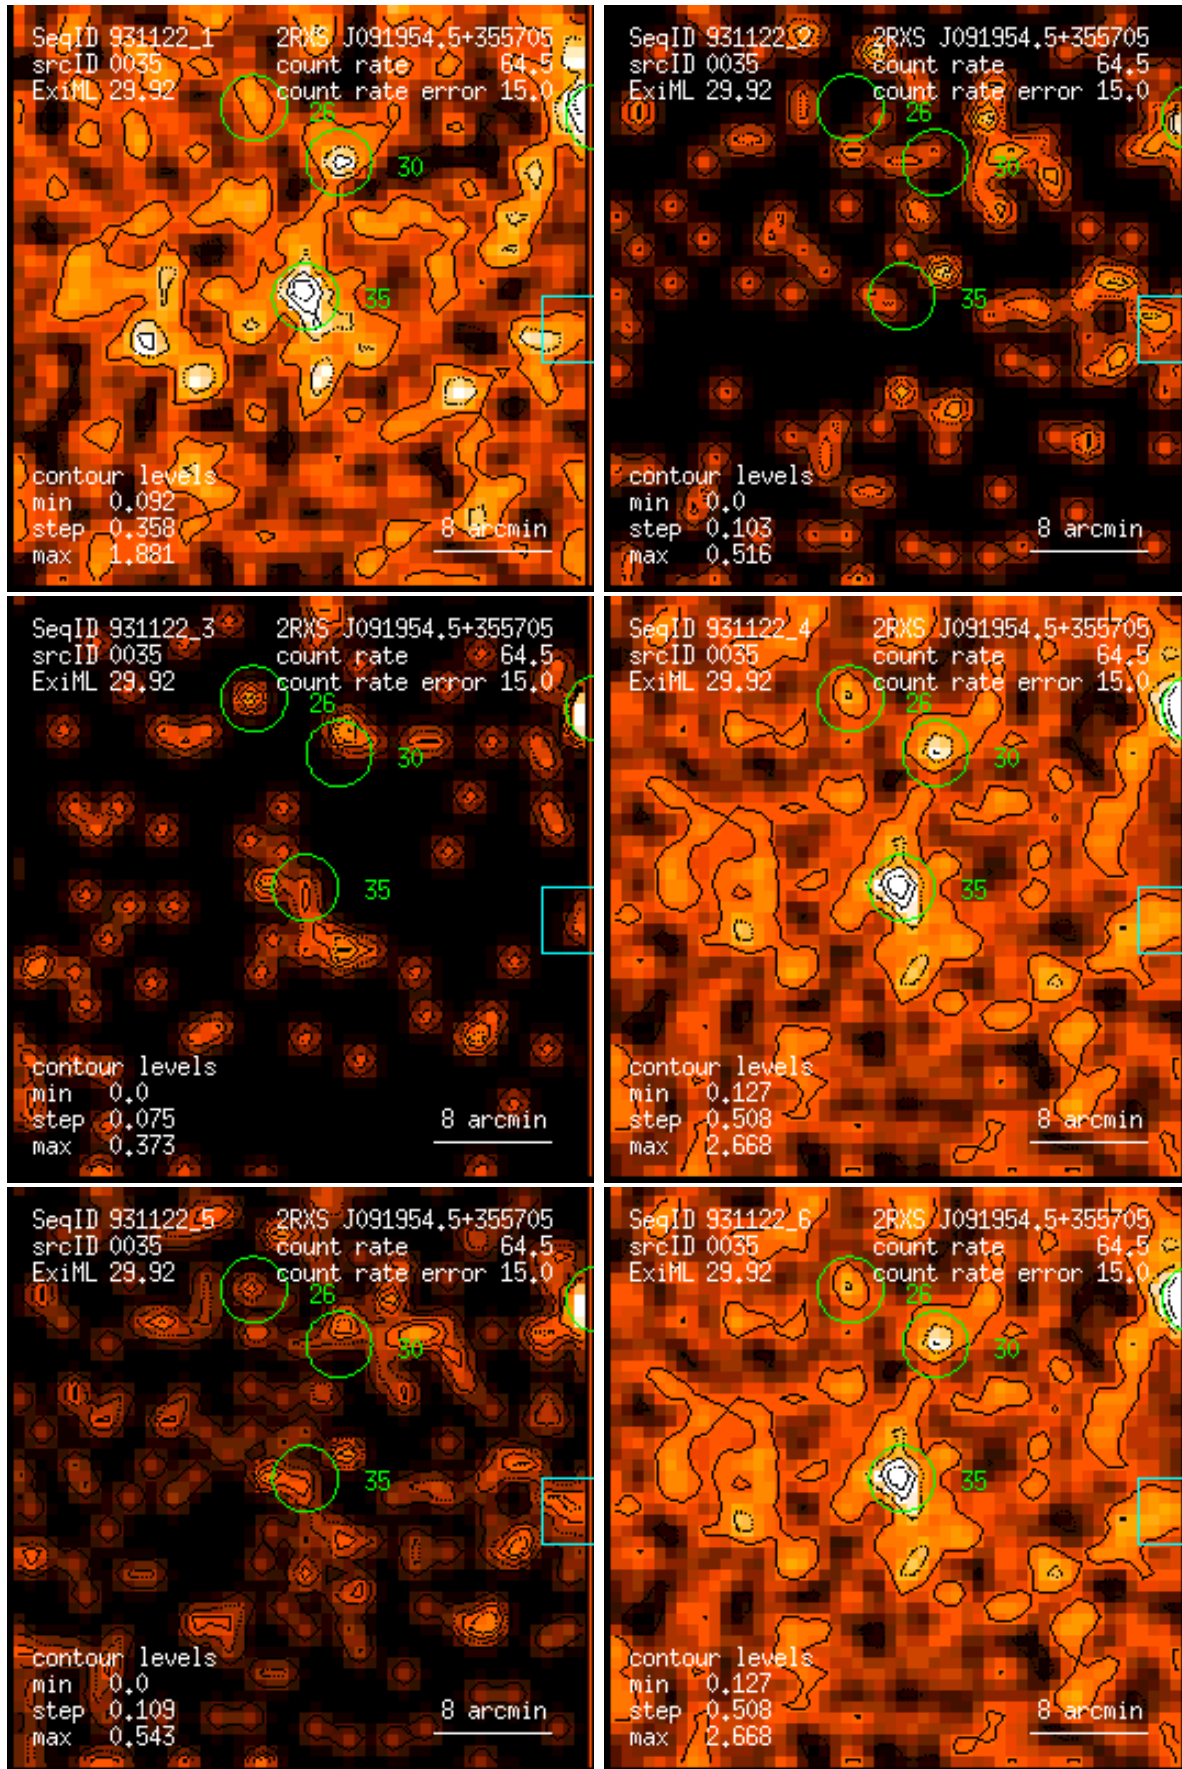 SeqID 931122_1 2RXS J091954.5+355705
srcID 0035 count rate 64.5
ExiML 29.92 count rate error 15.0
26
30
35
contour levels
min 0.092
step 0.358 8 arcmin
max 1.881
SeqID 931122_2 2RXS J091954.5+355705
srcID 0035 count rate 64.5
ExiML 29.92 count rate error 15.0
26
30
35
contour levels
min 0.0
step 0.103 8 arcmin
max 0.516
SeqID 931122_3 2RXS J091954.5+355705
srcID 0035 count rate 64.5
ExiML 29.92 count rate error 15.0
26
30
35
contour levels
min 0.0
step 0.075 8 arcmin
max 0.373
SeqID 931122_4 2RXS J091954.5+355705
srcID 0035 count rate 64.5
ExiML 29.92 count rate error 15.0
26
30
35
contour levels
min 0.127
step 0.508 8 arcmin
max 2.668
SeqID 931122_5 2RXS J091954.5+355705
srcID 0035 count rate 64.5
ExiML 29.92 count rate error 15.0
26
30
35
contour levels
min 0.0
step 0.109 8 arcmin
max 0.543
SeqID 931122_6 2RXS J091954.5+355705
srcID 0035 count rate 64.5
ExiML 29.92 count rate error 15.0
26
30
35
contour levels
min 0.127
step 0.508 8 arcmin
max 2.668